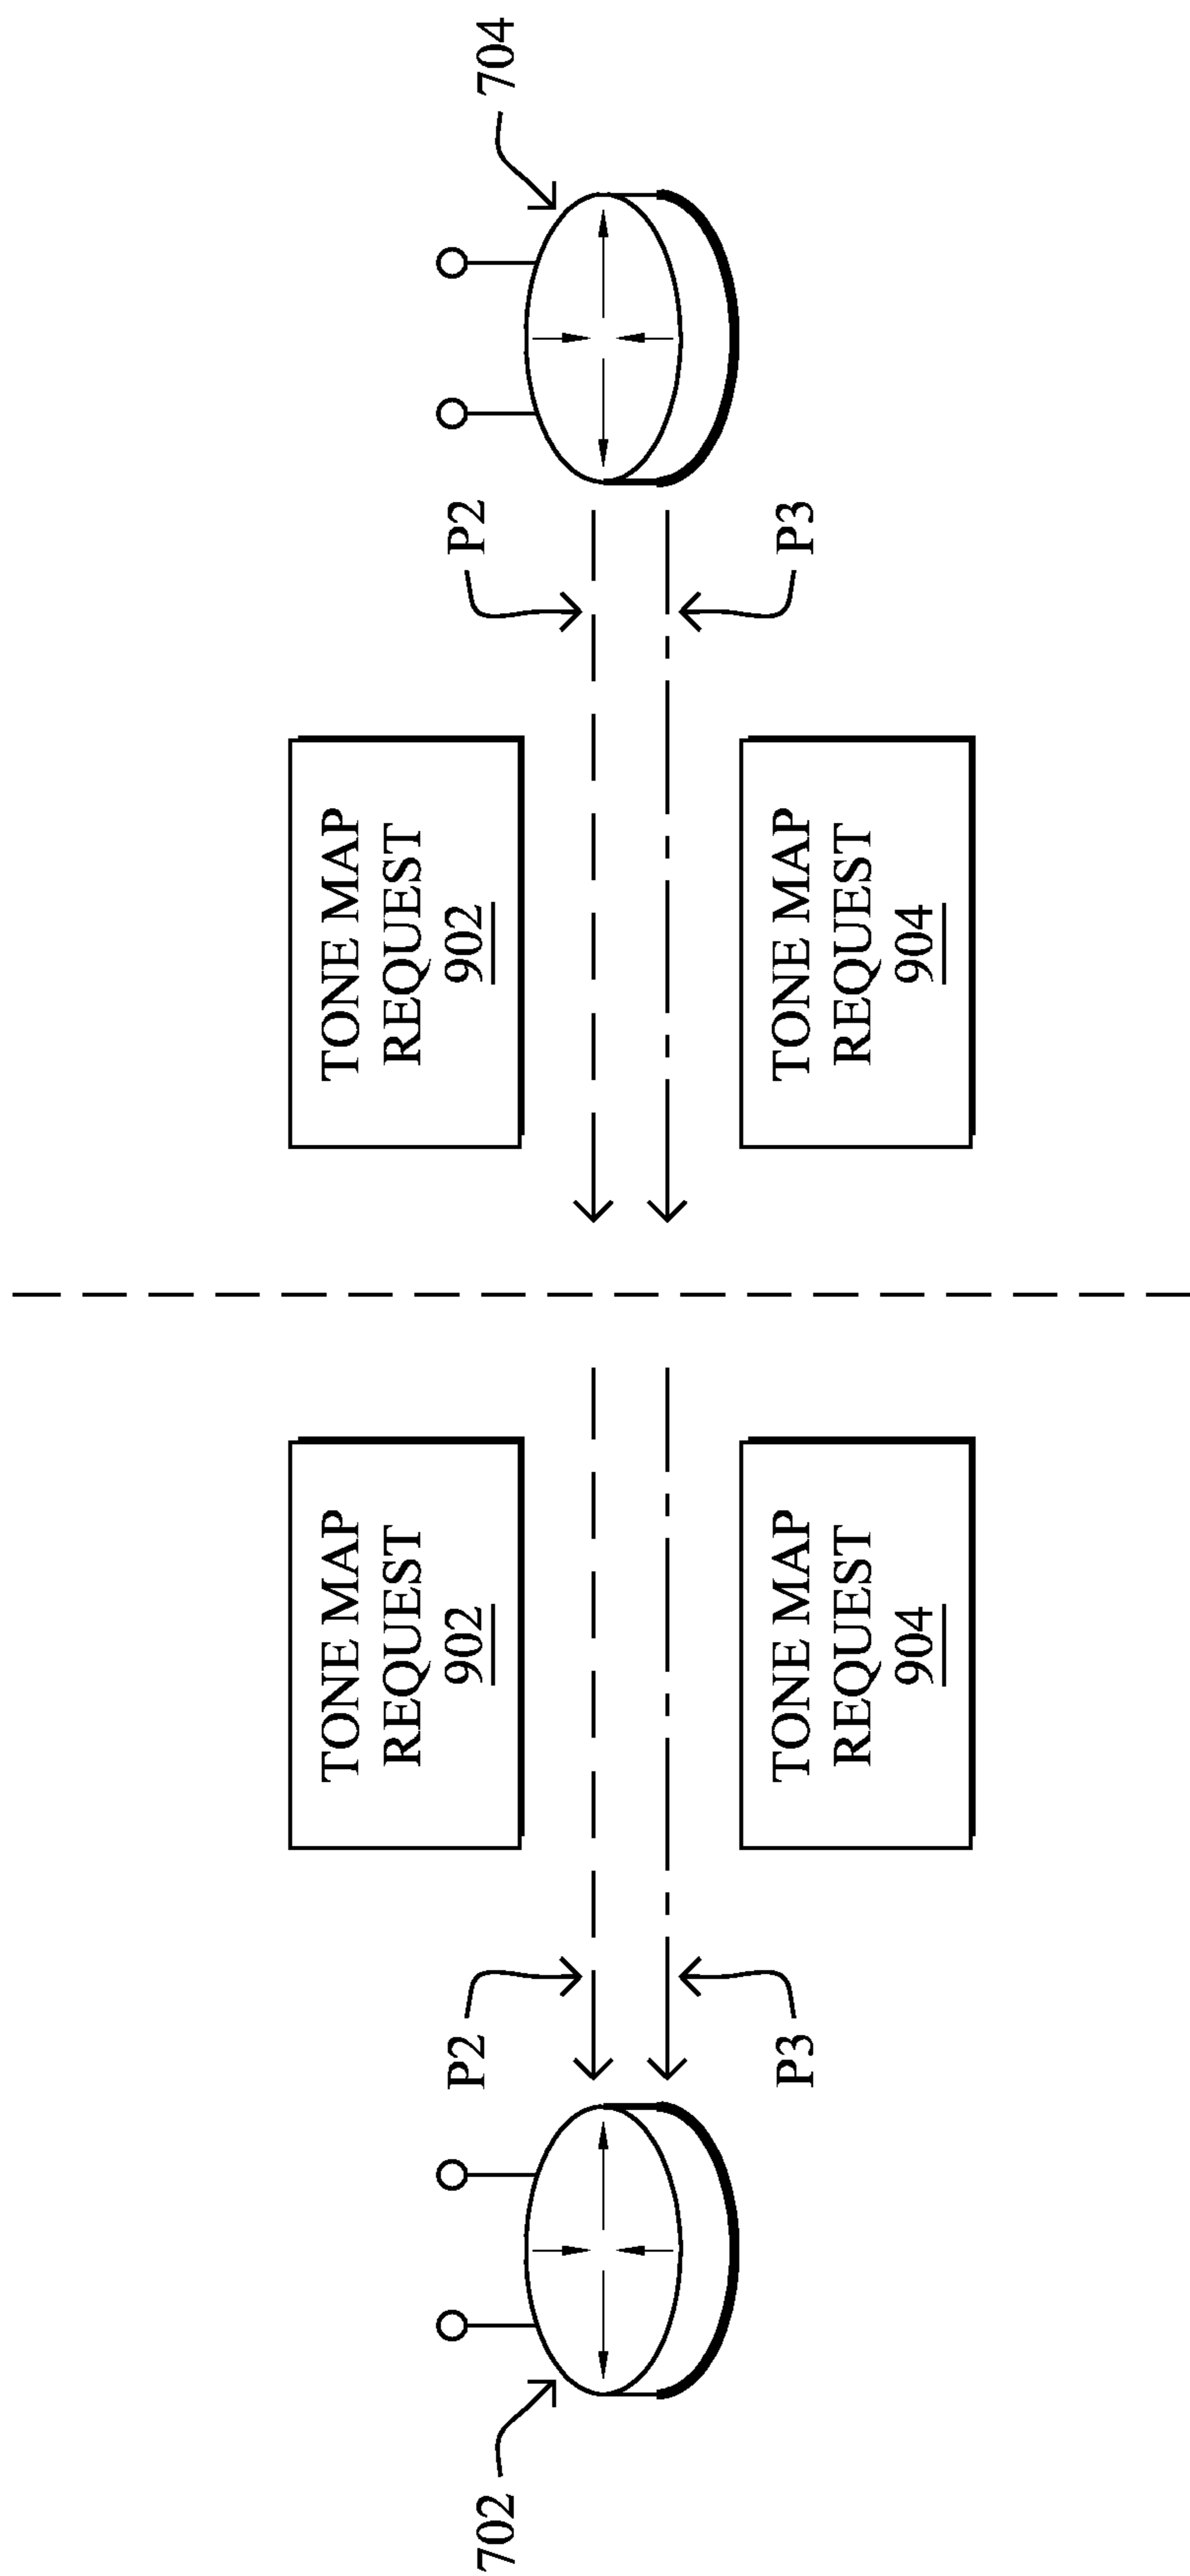 702
P2
P3
TONE MAP
REQUEST
902
TONE MAP
REQUEST
904
TONE MAP
REQUEST
902
TONE MAP
REQUEST
904
P2
P3
704